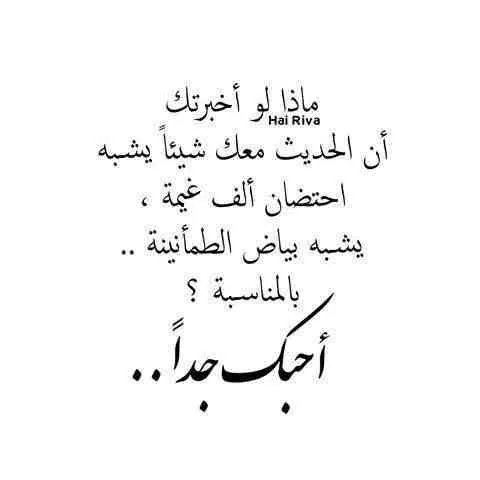 ماذا لو أخبرتك
Hai Riva
أن الحديث معك شيئاً يشبه
احتضان ألف غيمة ،
يشبه بياض الطمأنينة ..
بالمناسبة ؟
أحبك جداً ..